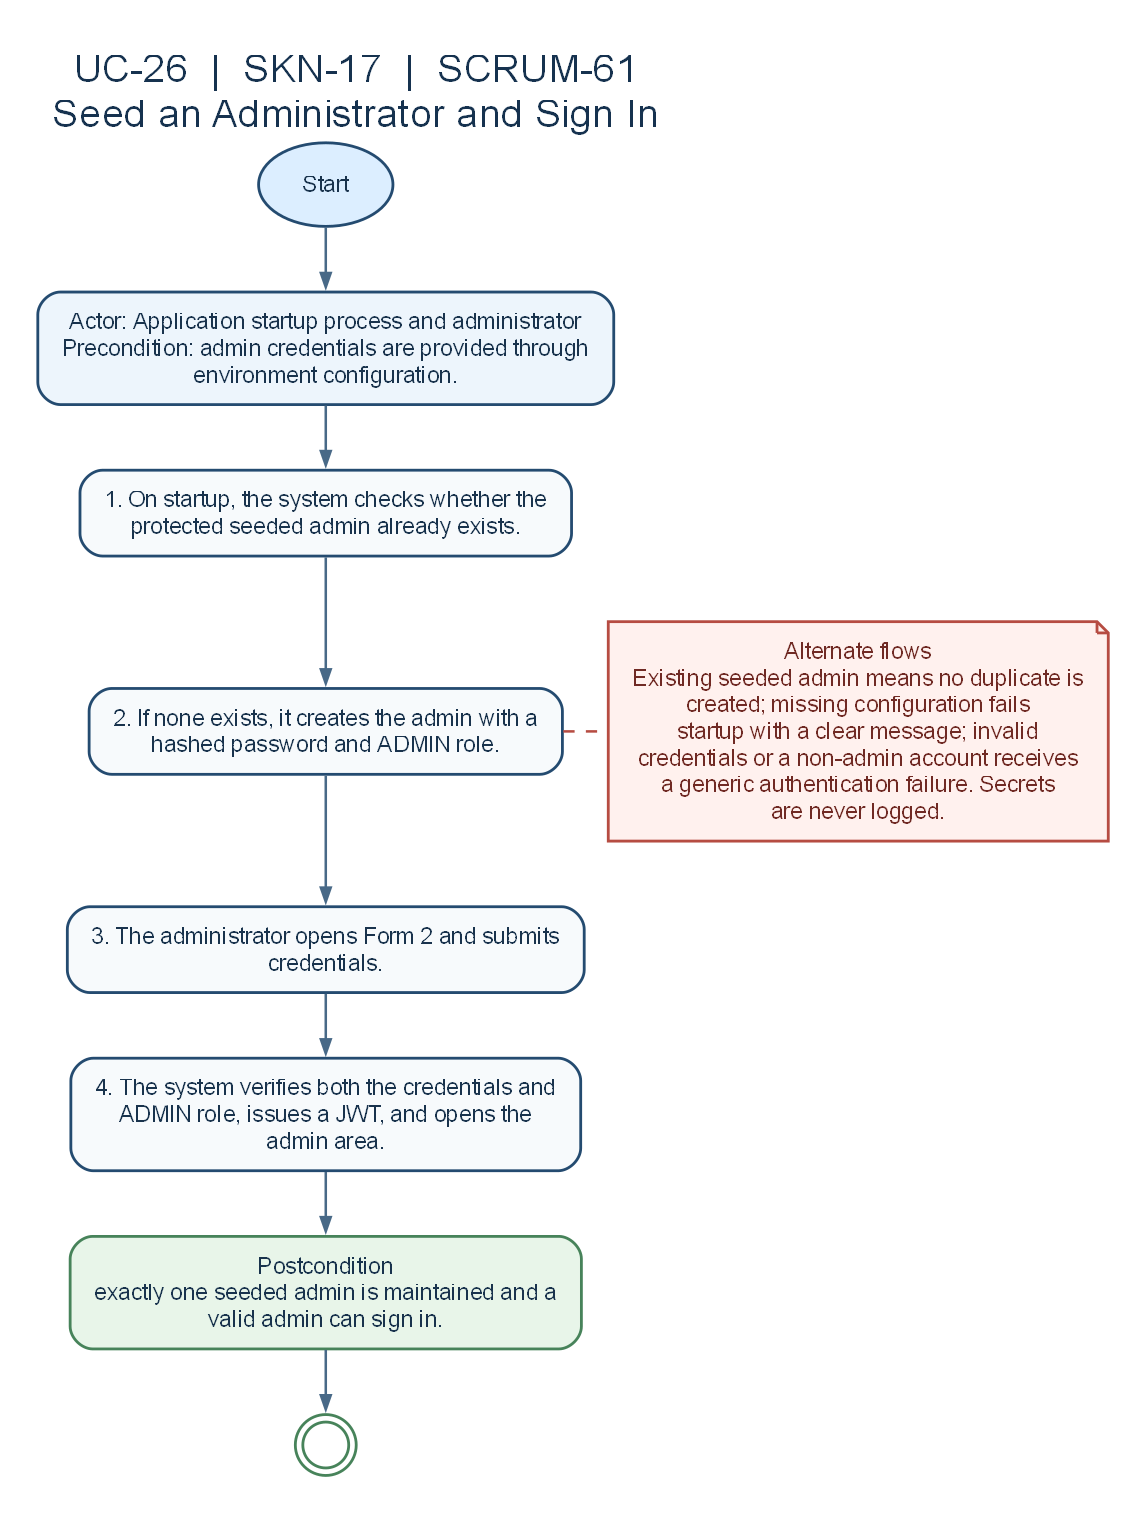 UC-26 | SKN-17 | SCRUM-61
Seed an Administrator and Sign In
Start
Actor: Application startup process and administrator
Precondition: admin credentials are provided through
environment configuration.
1. On startup, the system checks whether the
protected seeded admin already exists.
Alternate flows
Existing seeded admin means no duplicate is
created; missing configuration fails
startup with a clear message; invalid
credentials or a non-admin account receives
a generic authentication failure. Secrets
are never logged.
2. If none exists, it creates the admin with a
hashed password and ADMIN role.
3. The administrator opens Form 2 and submits
credentials.
4. The system verifies both the credentials and
ADMIN role, issues a JWT, and opens the
admin area.
Postcondition
exactly one seeded admin is maintained and a
valid admin can sign in.